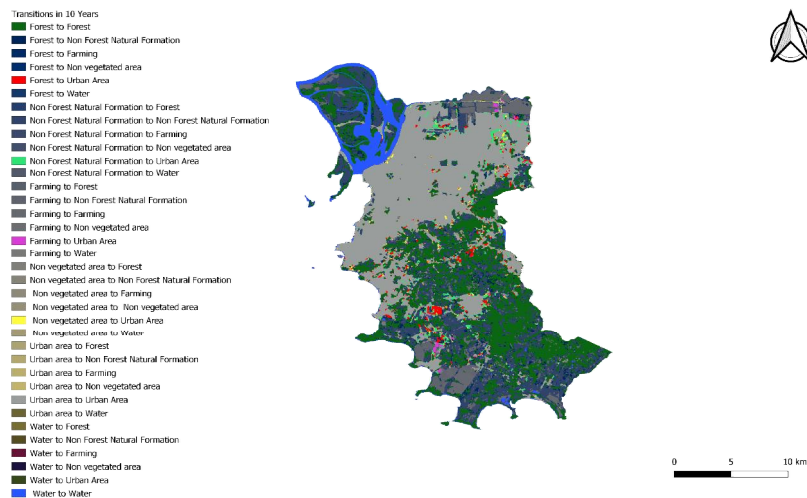 Transitions in 10 Years
Forest to Forest
Forest to Non Forest Natural Formation
Forest to Farming
Forest to Non vegetated area
Forest to Urban Area
Forest to Water
Non Forest Natural Formation to Forest
Non Forest Natural Formation to Non Forest Natural Formation
Non Forest Natural Formation to Farming
Non Forest Natural Formation to Non vegetated area
Non Forest Natural Formation to Urban Area
Non Forest Natural Formation to Water
Farming to Forest
Farming to Non Forest Natural Formation
Farming to Farming
Farming to Non vegetated area
Farming to Urban Area
Farming to Water
Non vegetated area to Forest
Non vegetated area to Non Forest Natural Formation
Non vegetated area to Farming
Non vegetated area to Non vegetated area
Non vegetated area to Urban Area
Non vegetated area to Water
Urban area to Forest
Urban area to Non Forest Natural Formation
Urban area to Farming
Urban area to Non vegetated area
Urban area to Urban Area
Urban area to Water
Water to Forest
Water to Non Forest Natural Formation
Water to Farming
Water to Non vegetated area
Water to Urban Area
Water to Water
0 5 10 km